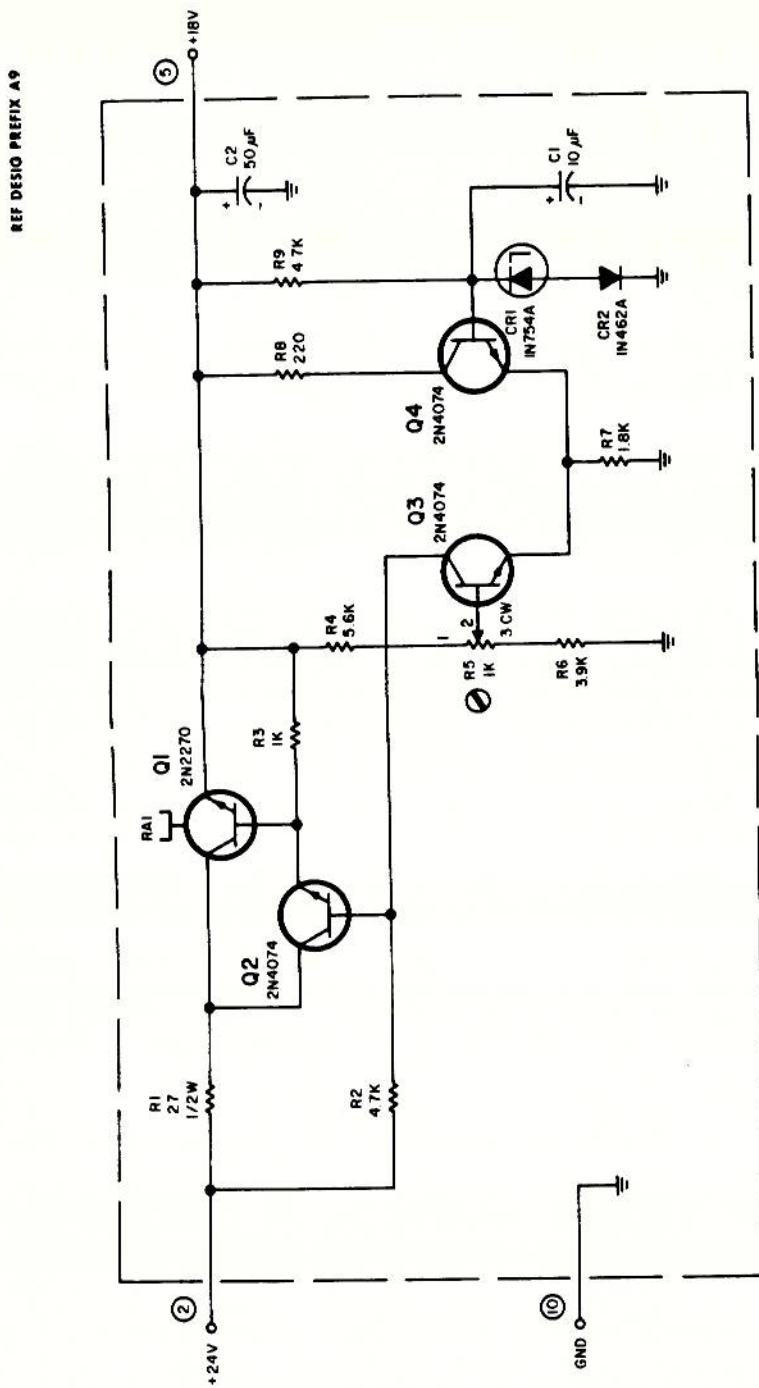 REF DESIG PREFIX A9
+24V
2
R1
27
1/2W
R2
4.7K
Q2
2N4074
RA1
Q1
2N2270
R3
1K
R4
5.6K
R5
1K
1
2
3 CW
R6
3.9K
Q3
2N4074
Q4
2N4074
R7
1.8K
R8
220
R9
4.7K
CR1
1N754A
CR2
1N462A
C2
50µF
+
-
C1
10µF
+
-
5
+18V
GND
10